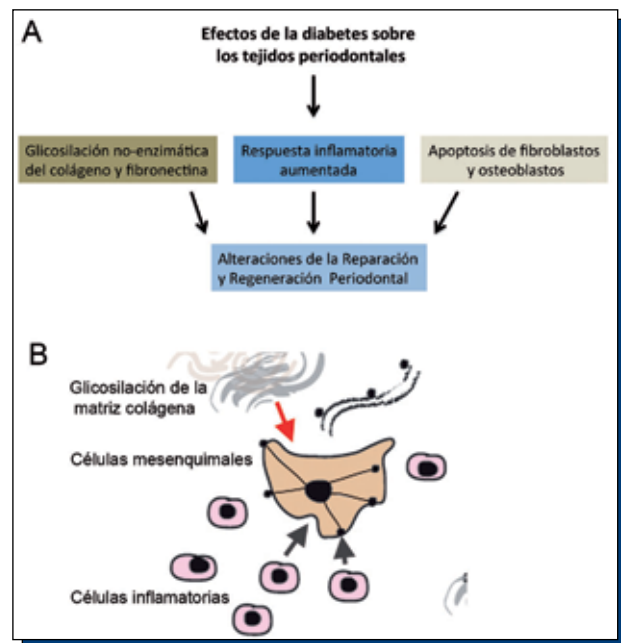 A
Efectos de la diabetes sobre
los tejidos periodontales
Glicosilación no-enzimática
del colágeno y fibronectina
Respuesta inflamatoria
aumentada
Apoptosis de fibroblastos
y osteoblastos
Alteraciones de la Reparación
y Regeneración Periodontal
B
Glicosilación de la
matriz colágena
Células mesenquimales
Células inflamatorias